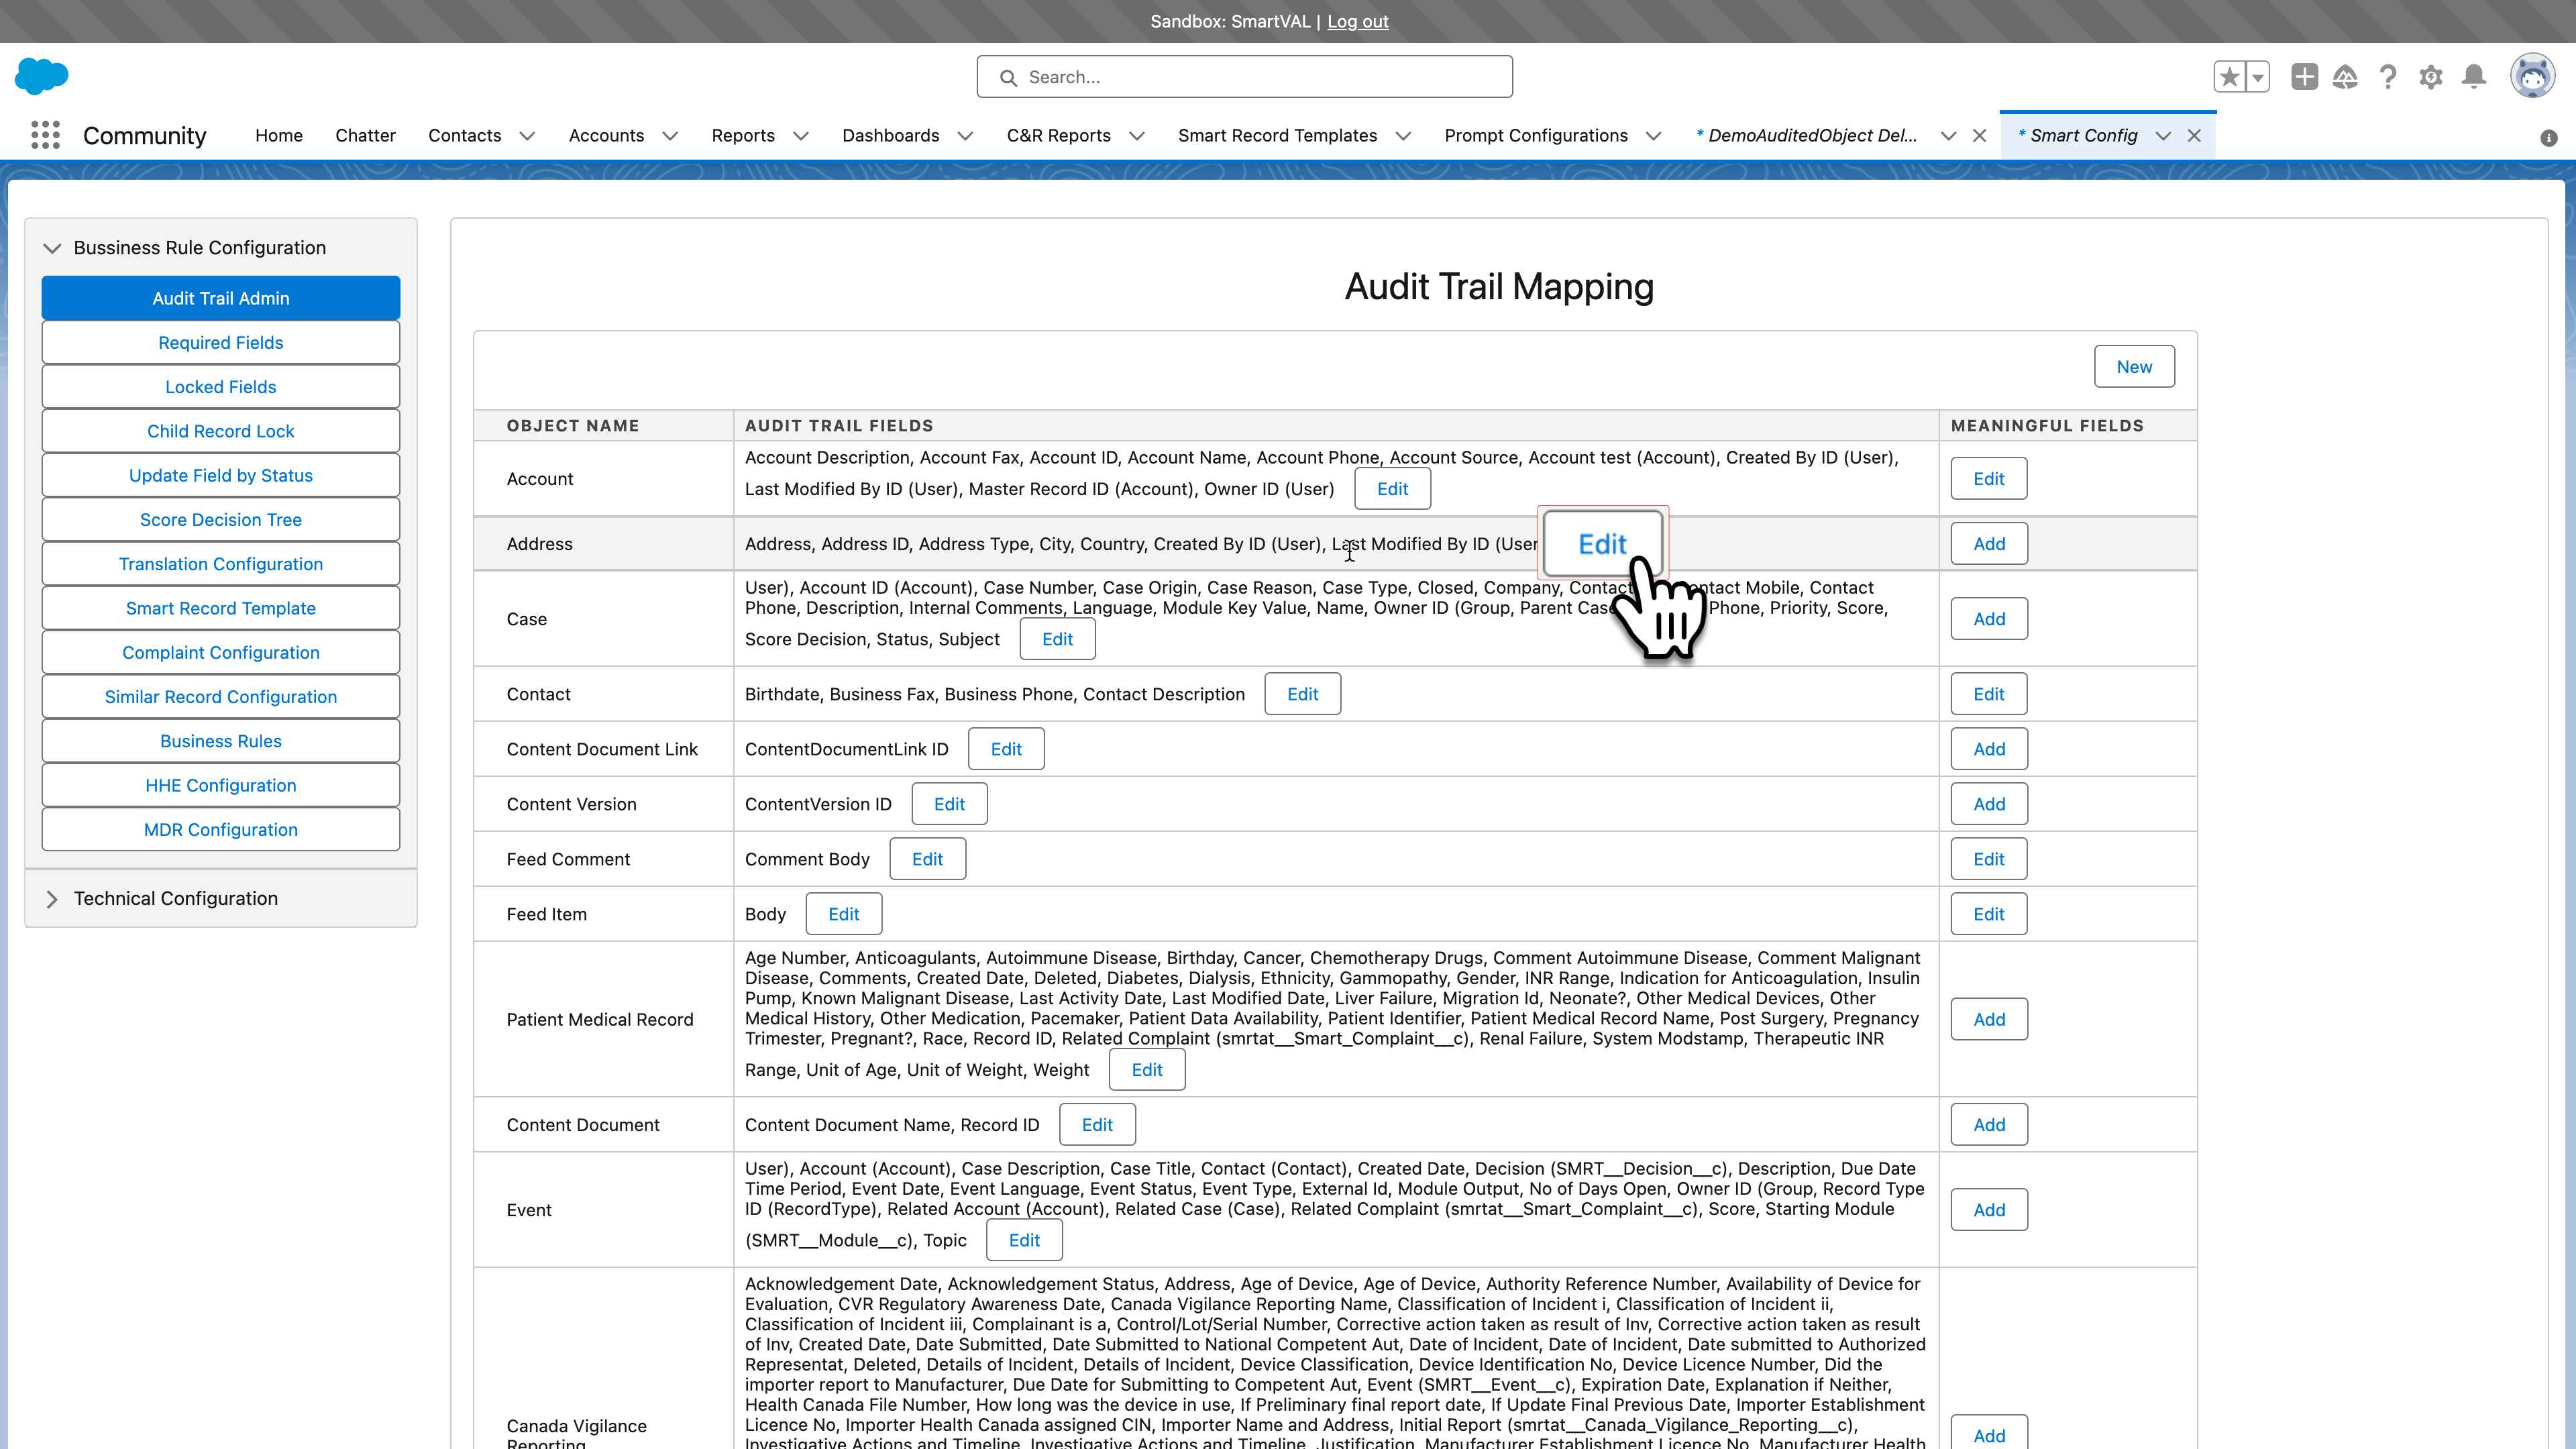 Sandbox: SmartVAL | Log out
Search...
Community
Home
Chatter
Contacts
Accounts
Reports
Dashboards
C&R Reports
Smart Record Templates
Prompt Configurations
* DemoAuditedObject Del...
* Smart Config
Bussiness Rule Configuration
Audit Trail Admin
Required Fields
Locked Fields
Child Record Lock
Update Field by Status
Score Decision Tree
Translation Configuration
Smart Record Template
Complaint Configuration
Similar Record Configuration
Business Rules
HHE Configuration
MDR Configuration
Technical Configuration
Audit Trail Mapping
New
OBJECT NAME
AUDIT TRAIL FIELDS
MEANINGFUL FIELDS
Account
Account Description, Account Fax, Account ID, Account Name, Account Phone, Account Source, Account test (Account), Created By ID (User),
Last Modified By ID (User), Master Record ID (Account), Owner ID (User)
Edit
Edit
Address
Address, Address ID, Address Type, City, Country, Created By ID (User), Last Modified By ID (User
Edit
Add
Case
User), Account ID (Account), Case Number, Case Origin, Case Reason, Case Type, Closed, Company, Contact ontact Mobile, Contact
Phone, Description, Internal Comments, Language, Module Key Value, Name, Owner ID (Group, Parent Cas Phone, Priority, Score,
Score Decision, Status, Subject
Edit
Add
Contact
Birthdate, Business Fax, Business Phone, Contact Description
Edit
Edit
Content Document Link
ContentDocumentLink ID
Edit
Add
Content Version
ContentVersion ID
Edit
Add
Feed Comment
Comment Body
Edit
Edit
Feed Item
Body
Edit
Edit
Patient Medical Record
Age Number, Anticoagulants, Autoimmune Disease, Birthday, Cancer, Chemotherapy Drugs, Comment Autoimmune Disease, Comment Malignant
Disease, Comments, Created Date, Deleted, Diabetes, Dialysis, Ethnicity, Gammopathy, Gender, INR Range, Indication for Anticoagulation, Insulin
Pump, Known Malignant Disease, Last Activity Date, Last Modified Date, Liver Failure, Migration Id, Neonate?, Other Medical Devices, Other
Medical History, Other Medication, Pacemaker, Patient Data Availability, Patient Identifier, Patient Medical Record Name, Post Surgery, Pregnancy
Trimester, Pregnant?, Race, Record ID, Related Complaint (smrtat__Smart_Complaint__c), Renal Failure, System Modstamp, Therapeutic INR
Range, Unit of Age, Unit of Weight, Weight
Edit
Add
Content Document
Content Document Name, Record ID
Edit
Add
Event
User), Account (Account), Case Description, Case Title, Contact (Contact), Created Date, Decision (SMRT__Decision__c), Description, Due Date
Time Period, Event Date, Event Language, Event Status, Event Type, External Id, Module Output, No of Days Open, Owner ID (Group, Record Type
ID (RecordType), Related Account (Account), Related Case (Case), Related Complaint (smrtat__Smart_Complaint__c), Score, Starting Module
(SMRT__Module__c), Topic
Edit
Add
Canada Vigilance
Reporting
Acknowledgement Date, Acknowledgement Status, Address, Age of Device, Age of Device, Authority Reference Number, Availability of Device for
Evaluation, CVR Regulatory Awareness Date, Canada Vigilance Reporting Name, Classification of Incident i, Classification of Incident ii,
Classification of Incident iii, Complainant is a, Control/Lot/Serial Number, Corrective action taken as result of Inv, Corrective action taken as result
of Inv, Created Date, Date Submitted, Date Submitted to National Competent Aut, Date of Incident, Date of Incident, Date submitted to Authorized
Representat, Deleted, Details of Incident, Details of Incident, Device Classification, Device Identification No, Device Licence Number, Did the
importer report to Manufacturer, Due Date for Submitting to Competent Aut, Event (SMRT__Event__c), Expiration Date, Explanation if Neither,
Health Canada File Number, How long was the device in use, If Preliminary final report date, If Update Final Previous Date, Importer Establishment
Licence No, Importer Health Canada assigned CIN, Importer Name and Address, Initial Report (smrtat__Canada_Vigilance_Reporting__c),
Investigative Actions and Timeline, Investigative Actions and Timeline, Justification, Manufacturer Establishment Licence No, Manufacturer Health
Add